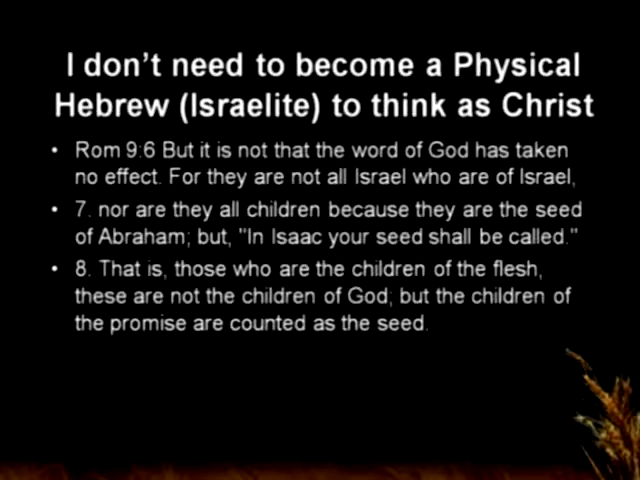 I don't need to become a Physical
Hebrew (Israelite) to think as Christ
• Rom 9:6 But it is not that the word of God has taken
no effect. For they are not all Israel who are of Israel,
• 7. nor are they all children because they are the seed
of Abraham; but, "In Isaac your seed shall be called."
• 8. That is, those who are the children of the flesh,
these are not the children of God; but the children of
the promise are counted as the seed.